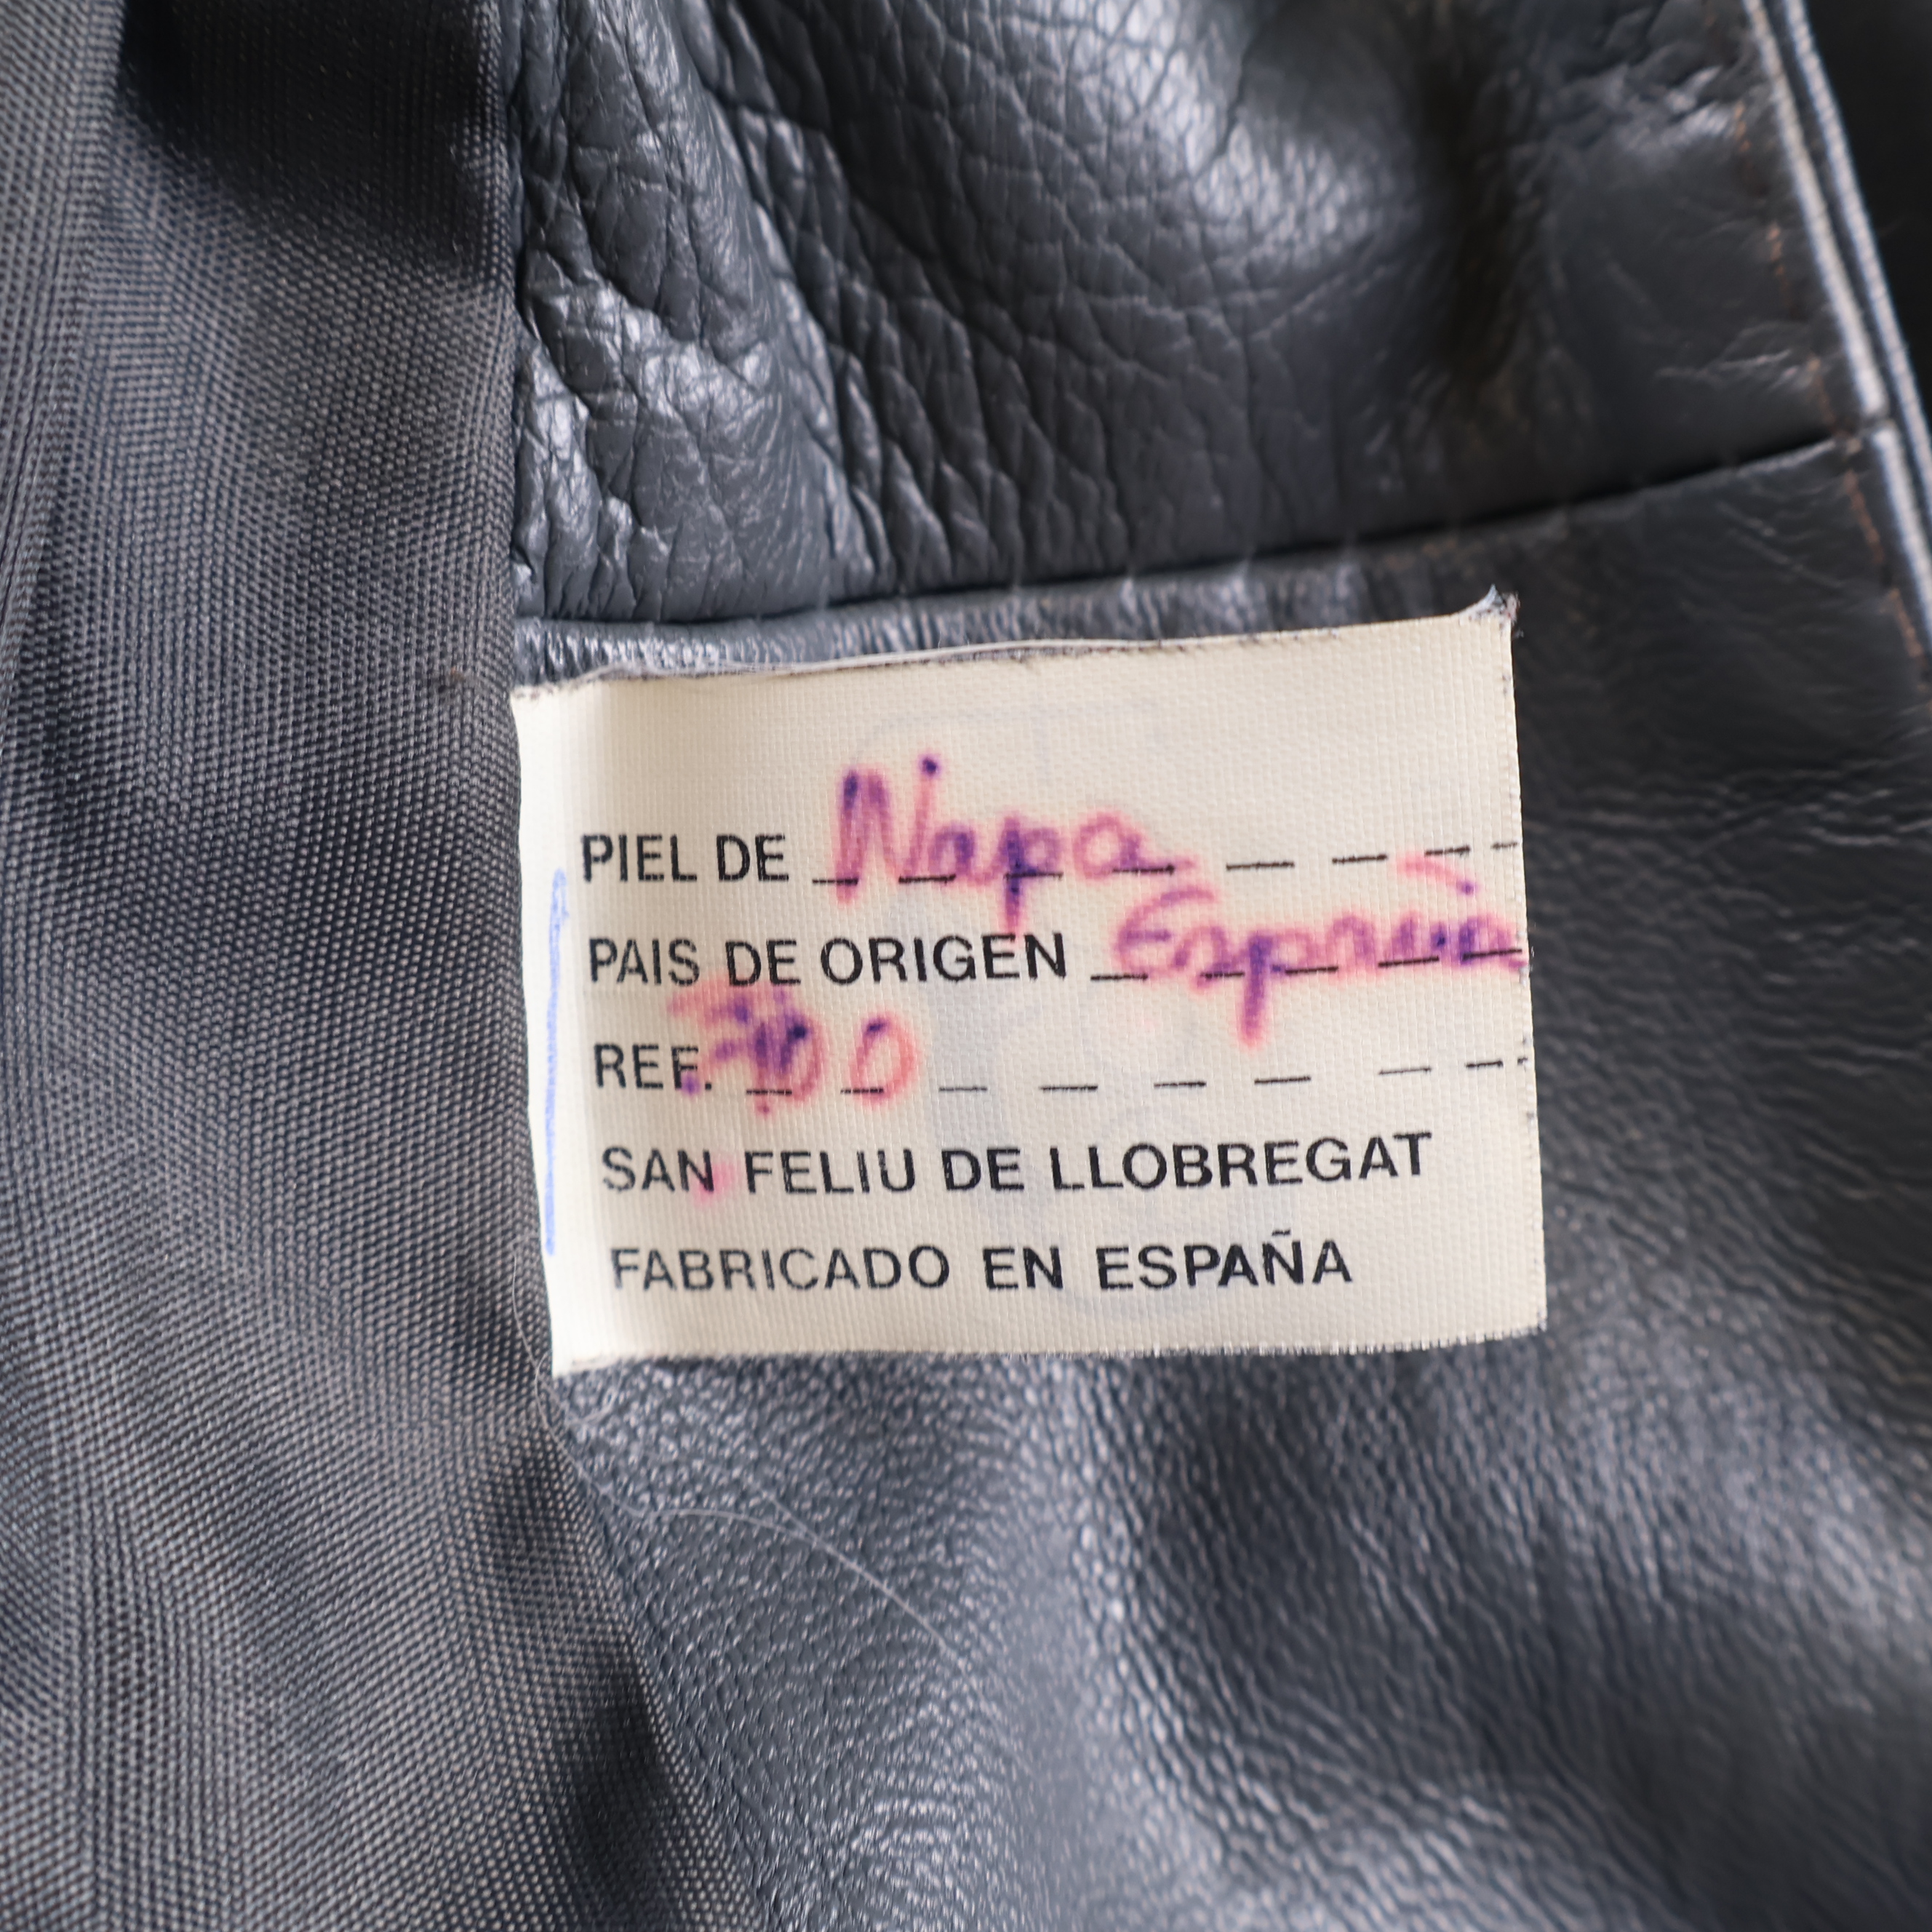 PIEL DE Napa
PAIS DE ORIGEN España
REF.
SAN FELIU DE LLOBREGAT
FABRICADO EN ESPAÑA